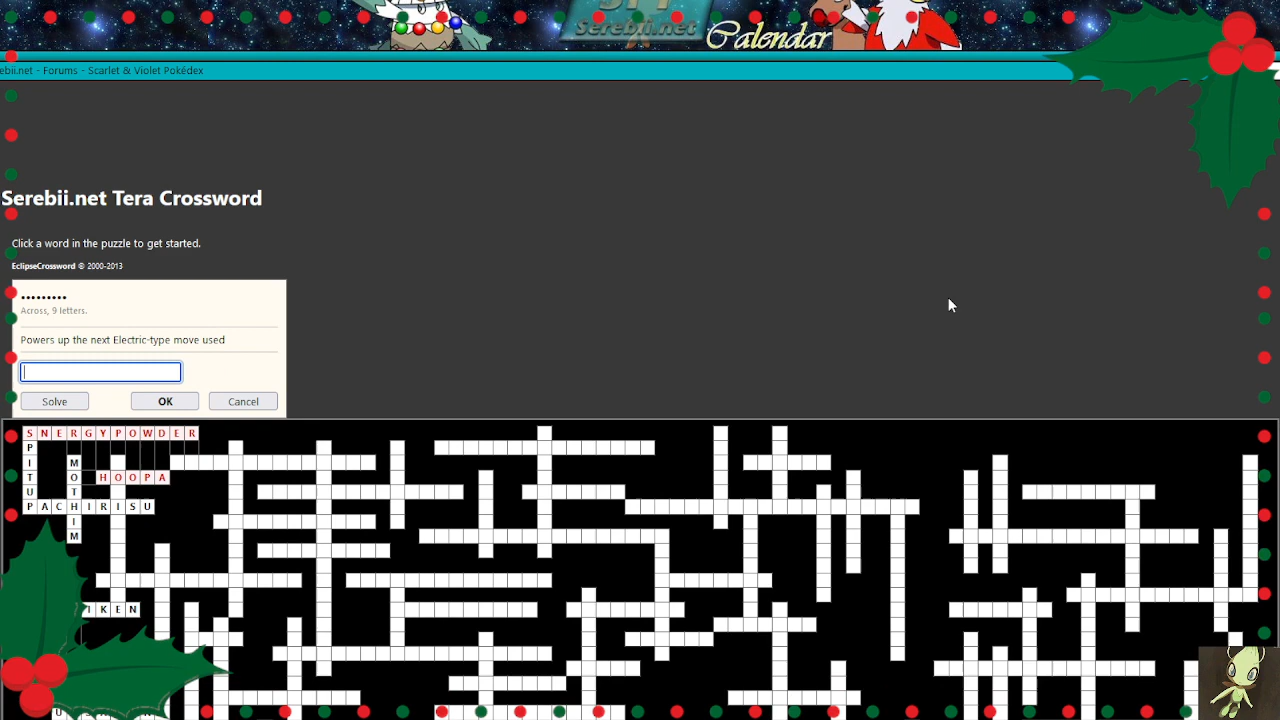 Serebii.net
Calendar
ebii.net - Forums - Scarlet & Violet Pokédex
Serebii.net Tera Crossword
Click a word in the puzzle to get started.
EclipseCrossword © 2000-2013
•••••••••
Across, 9 letters.
Powers up the next Electric-type move used
Solve OK Cancel
SNERGYPOWDER
P
I M
T O HOOPA
U T
PACHIRISU
I
M
IKEN